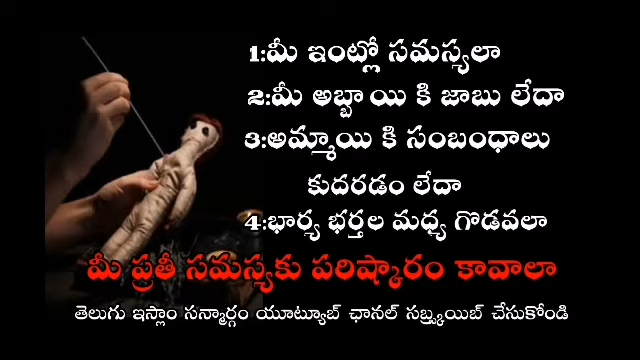 1:మీ ఇంట్లో సమస్యలా
2:మీ అబ్బాయి కి జాబు లేదా
3:అమ్మాయి కి సంబంధాలు
కుదరడం లేదా
4:భార్య భర్తల మధ్య గొడవలా
మీ ప్రతీ సమస్యకు పరిష్కారం కావాలా
తెలుగు ఇస్లాం సన్మార్గం యూట్యూబ్ ఛానల్ సబ్స్క్రయిబ్ చేసుకోండి